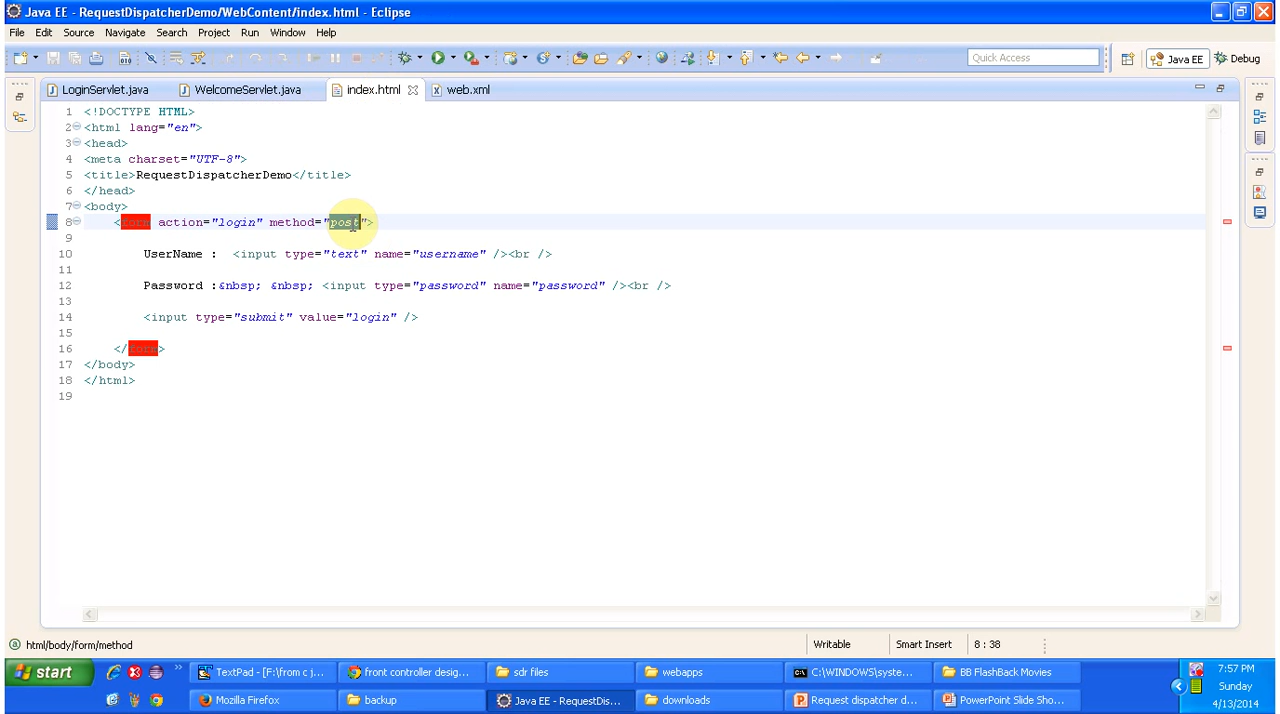 Java EE - RequestDispatcherDemo/WebContent/index.html - Eclipse
File Edit Source Navigate Search Project Run Window Help
Quick Access Java EE Debug
LoginServlet.java WelcomeServlet.java index.html web.xml
1 <!DOCTYPE HTML>
2 <html lang="en">
3 <head>
4 <meta charset="UTF-8">
5 <title>RequestDispatcherDemo</title>
6 </head>
7 <body>
8 <form action="login" method="post">
9
10 UserName : <input type="text" name="username" /><br />
11
12 Password :&nbsp; &nbsp; <input type="password" name="password" /><br />
13
14 <input type="submit" value="login" />
15
16 </form>
17 </body>
18 </html>
19
html/body/form/method Writable Smart Insert 8 : 38
start TextPad - [F:\from c j... front controller desig... sdr files webapps C:\WINDOWS\syste... BB FlashBack Movies 7:57 PM
Sunday
Mozilla Firefox backup Java EE - RequestDis... downloads Request dispatcher d... PowerPoint Slide Sho... 4/13/2014